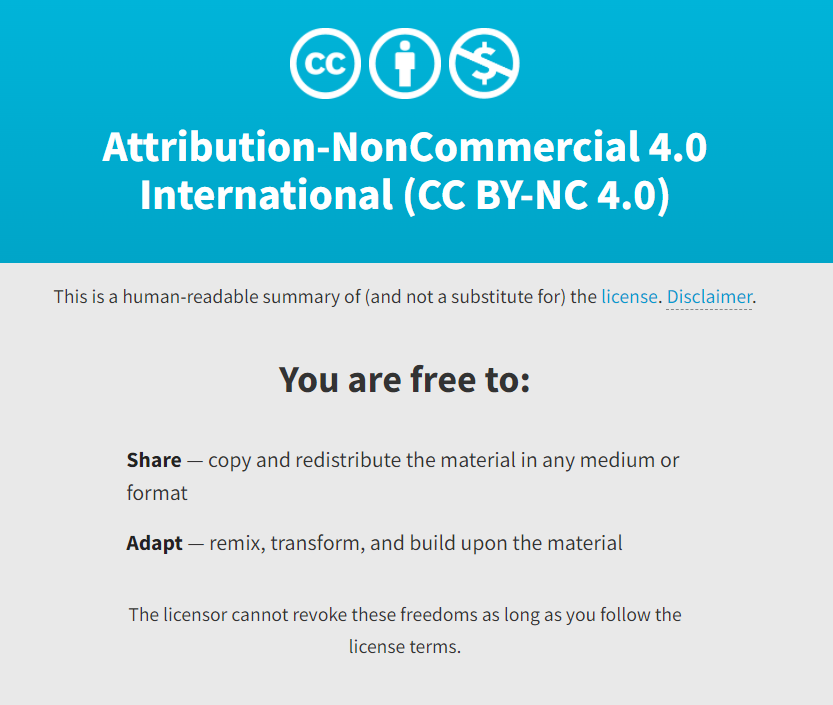 CC $
Attribution-NonCommercial 4.0
International (CC BY-NC 4.0)
This is a human-readable summary of (and not a substitute for) the license. Disclaimer.
You are free to:
Share — copy and redistribute the material in any medium or
format
Adapt — remix, transform, and build upon the material
The licensor cannot revoke these freedoms as long as you follow the
license terms.